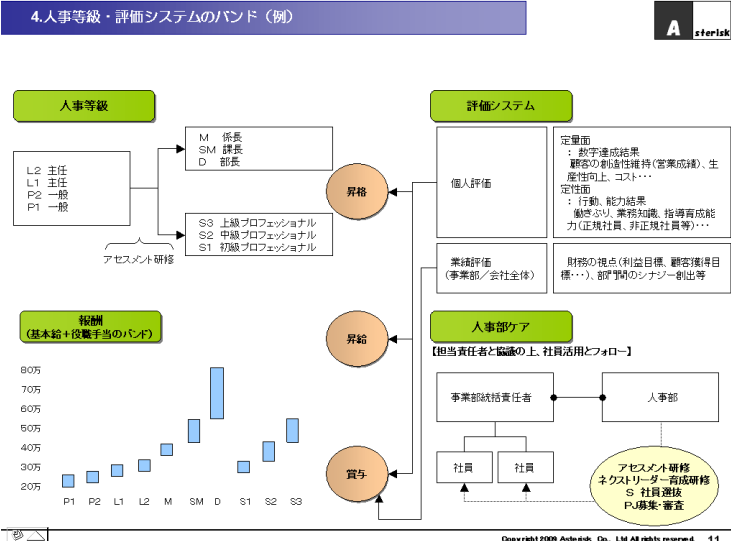 4.人事等級・評価システムのバンド（例）
A sterisk
人事等級
M 係長
SM 課長
D 部長
L2 主任
L1 主任
P2 一般
P1 一般
S3 上級プロフェッショナル
S2 中級プロフェッショナル
S1 初級プロフェッショナル
アセスメント研修
昇格
昇給
賞与
評価システム
個人評価
定量面
：数字達成結果
顧客の創造性維持(営業成績)、生
産性向上、コスト･･･
定性面
：行動、能力結果
働きぶり、業務知識、指導育成能
力(正規社員、非正規社員等)･･･
業績評価
(事業部／会社全体)
財務の視点(利益目標、顧客獲得目
標･･･)、部門間のシナジー創出等
報酬
(基本給＋役職手当のバンド)
80万
70万
60万
50万
40万
30万
20万
P1 P2 L1 L2 M SM D S1 S2 S3
人事部ケア
【担当責任者と協議の上、社員活用とフォロー】
事業部統括責任者
人事部
社員 社員
アセスメント研修
ネクストリーダー育成研修
S 社員選抜
PJ募集･審査
Copyright 2009 Asterisk Co., Ltd All rights reserved. 11